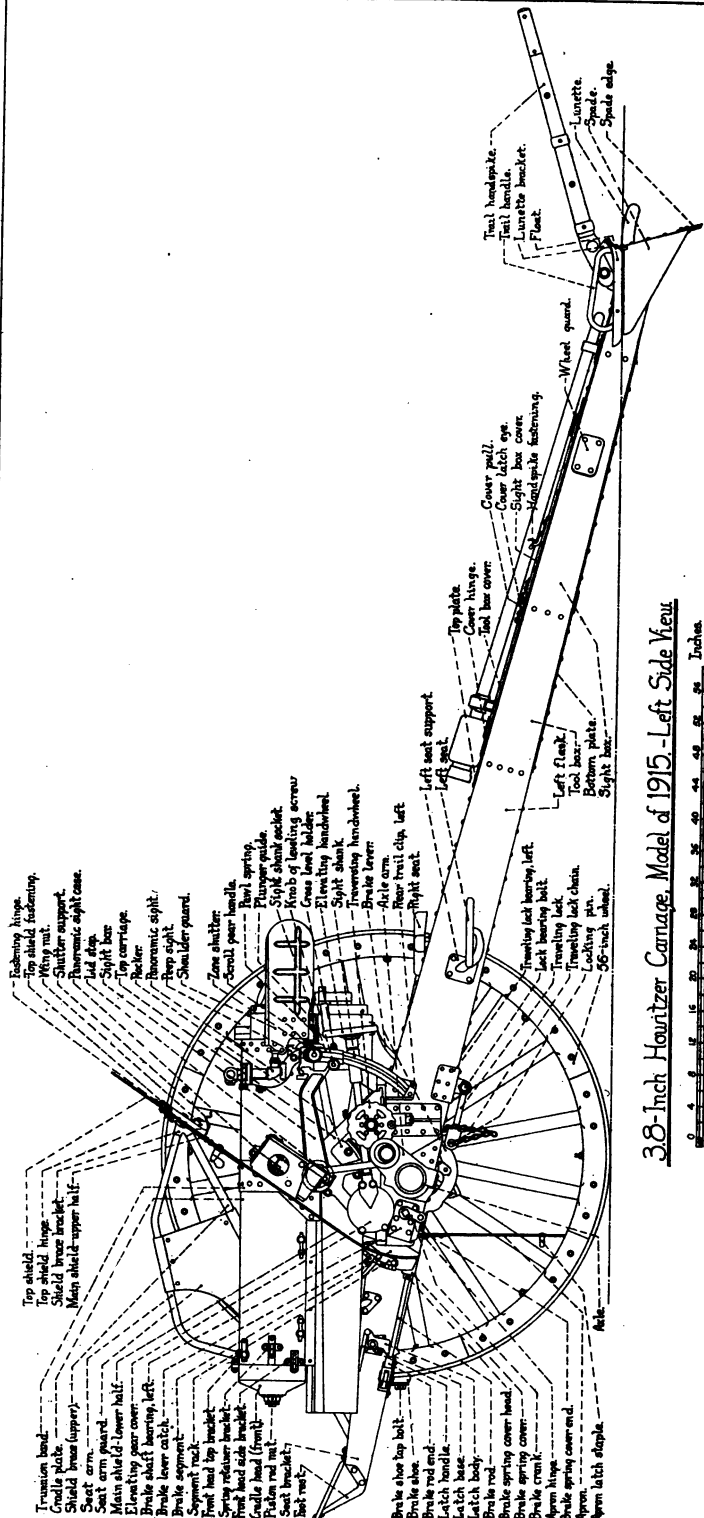 Top shield.
Top shield hinge.
Shield brace bracket.
Main shield-upper half.
Trunnion band.
Cradle plate.
Shield brace (upper).
Seat arm.
Seat arm guard.
Main shield-lower half.
Elevating gear cover.
Brake shaft bearing, left.
Brake lever catch.
Brake segment.
Segment rack.
Front head top bracket.
Spring retainer bracket.
Front head side bracket.
Cradle head (front).
Piston rod nut.
Seat bracket.
Foot rest.
Brake shoe tap bolt.
Brake shoe.
Brake rod end.
Latch handle.
Latch base.
Latch body.
Brake rod.
Brake spring cover head.
Brake spring cover.
Brake crank.
Apron hinge.
Brake spring cover end.
Apron.
Apron latch staple.
Axle.
Fastening hinge.
Top shield fastening.
Wing nut.
Shutter support.
Panoramic sight case.
Lid stop.
Sight box.
Top carriage.
Rocker.
Panoramic sight.
Peep sight.
Shoulder guard.
Zone shutter.
Scroll gear handle.
Pawl spring.
Plunger guide.
Sight shank socket.
Knob of leveling screw
Cross level holder.
Elevating handwheel.
Sight shank.
Traversing handwheel.
Brake lever.
Axle arm.
Rear trail clip, left
Right seat.
Left seat support.
Left seat.
Traveling lock bearing, left.
Lock bearing bolt.
Traveling lock.
Traveling lock chain.
Locking pin.
56-inch wheel.
Top plate.
Cover hinge.
Tool box cover.
Cover pull.
Cover latch eye.
Sight box cover.
Handspike fastening.
Left flask.
Tool box.
Bottom plate.
Sight box.
Wheel guard.
Trail handspike.
Trail handle.
Lunette bracket.
Float.
Lunette.
Spade.
Spade edge.
3.8-Inch Howitzer Carriage, Model of 1915.-Left Side View
0 4 8 12 16 20 24 28 32 36 40 44 48 52 56 Inches.